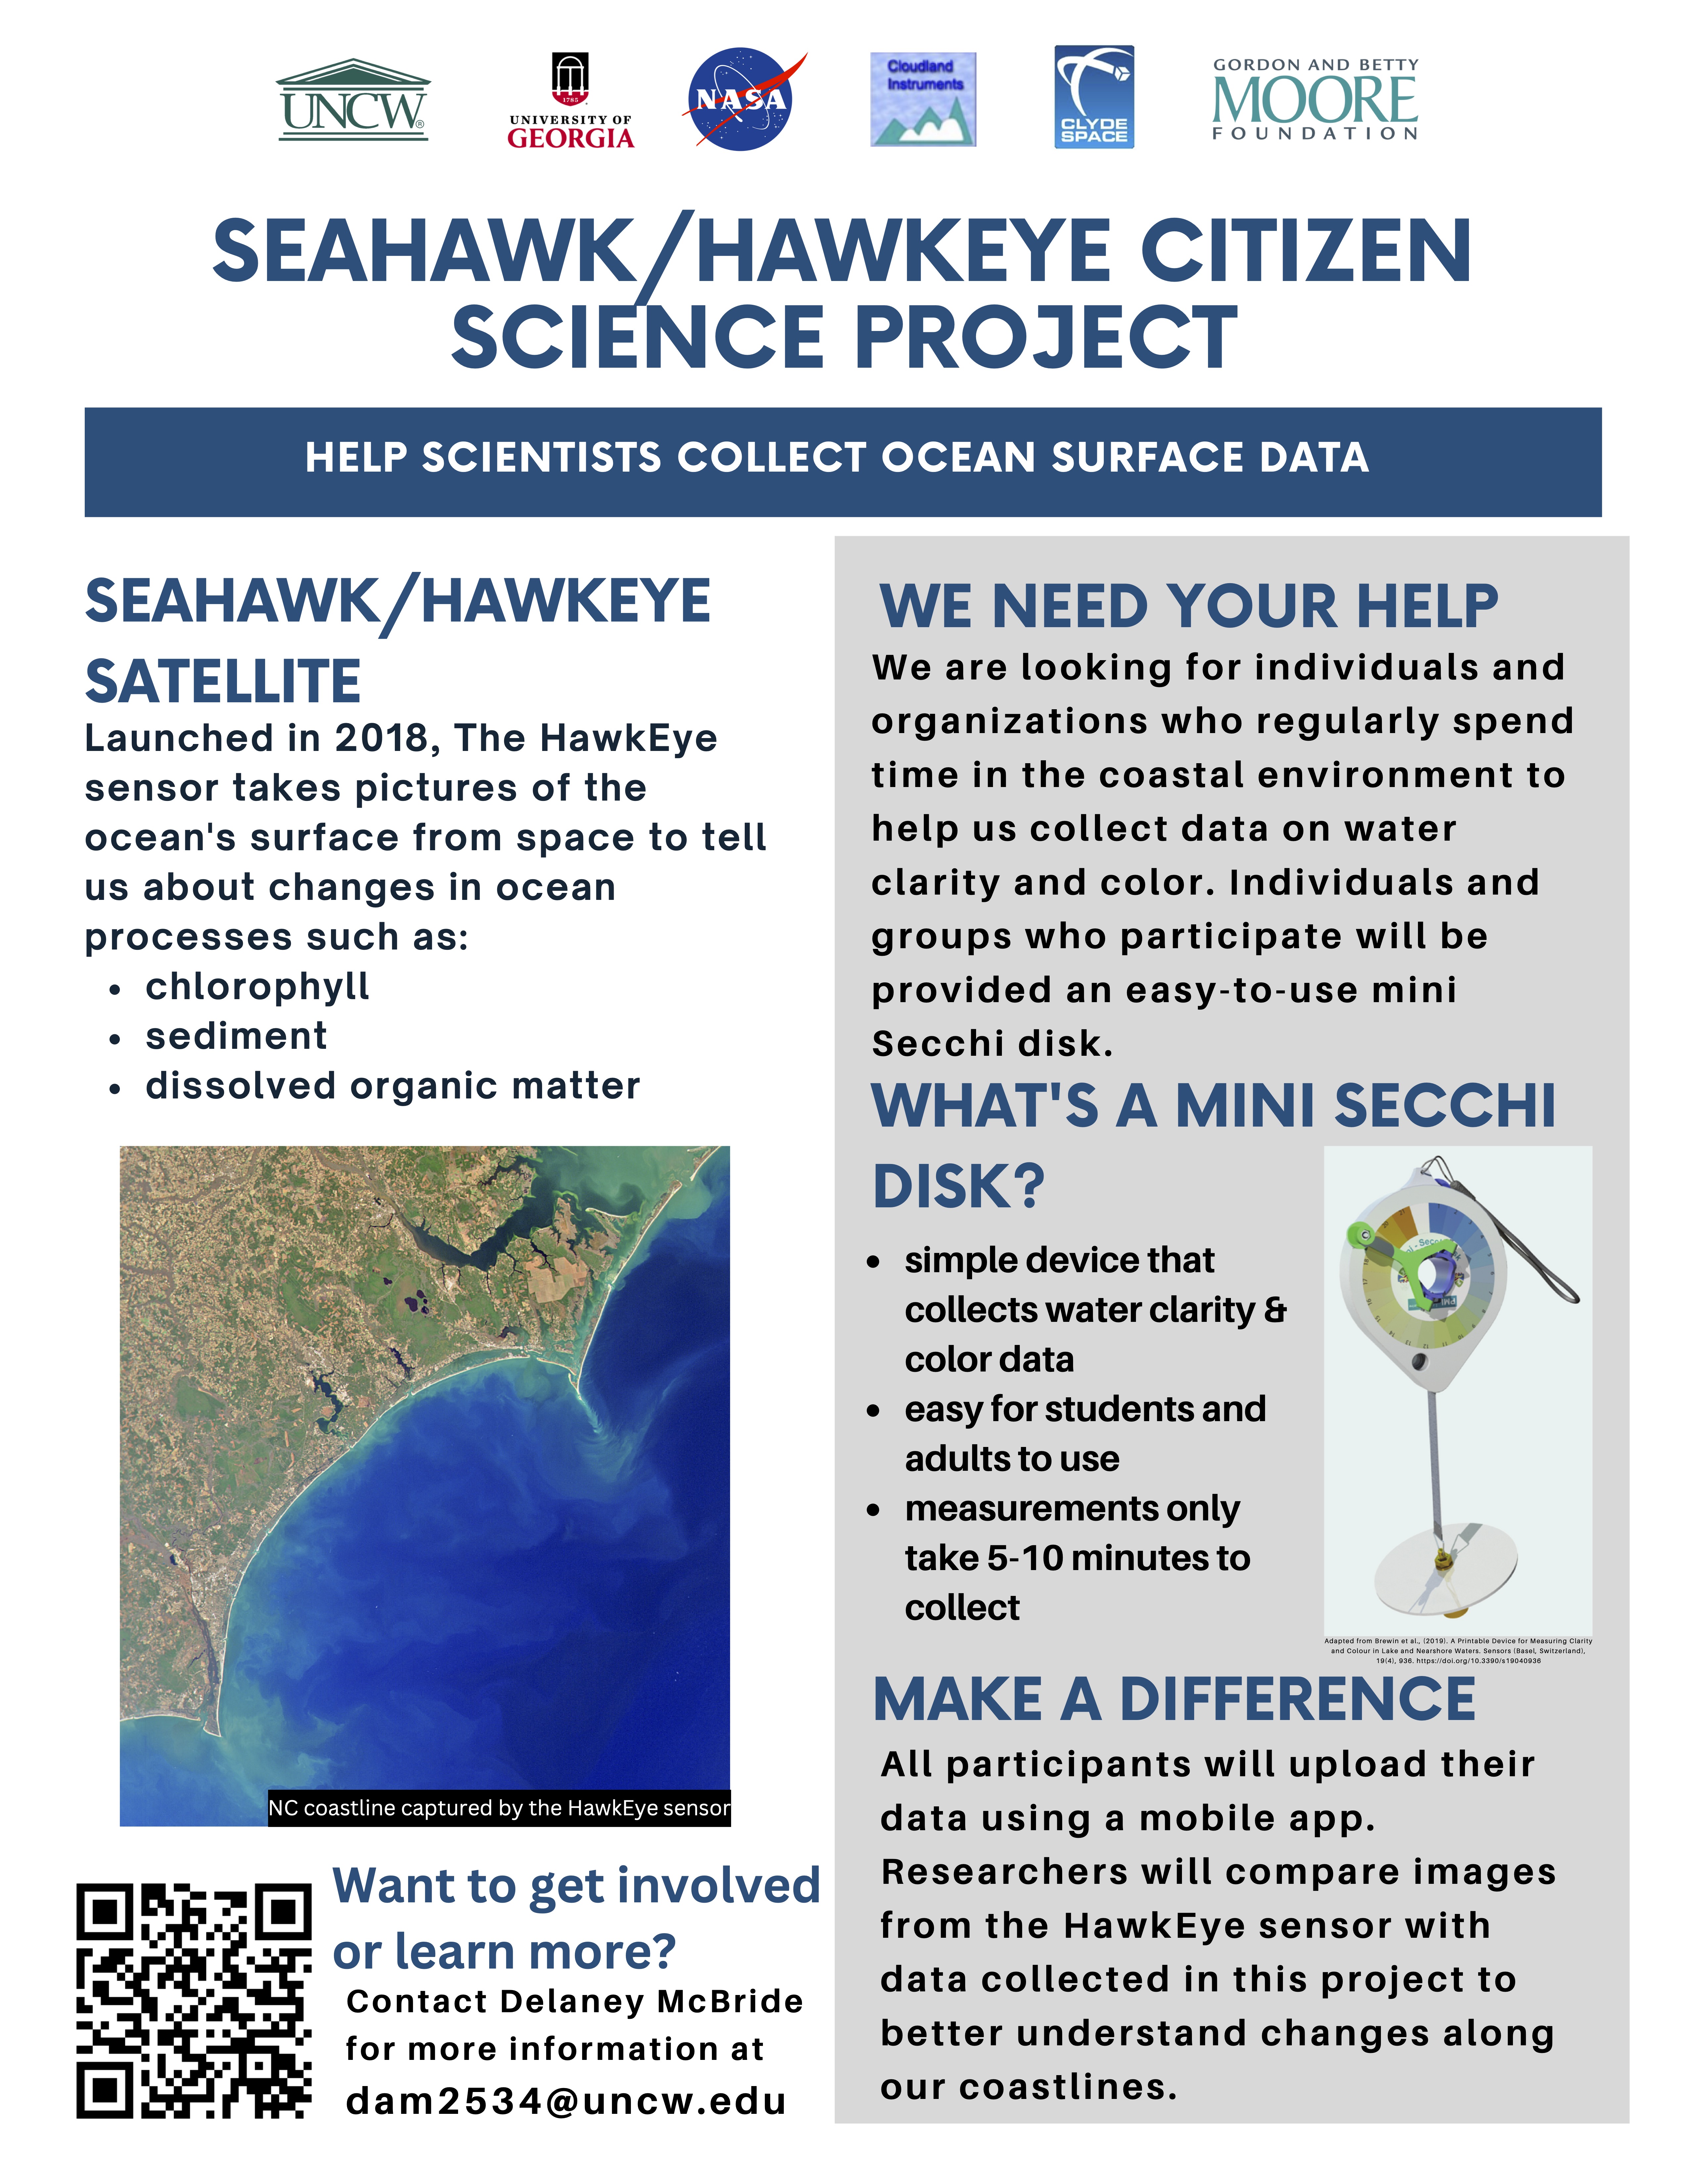 UNCW®
1785
UNIVERSITY OF
GEORGIA
NASA
Cloudland
Instruments
CLYDE
SPACE
GORDON AND BETTY
MOORE
FOUNDATION
SEAHAWK/HAWKEYE CITIZEN
SCIENCE PROJECT
HELP SCIENTISTS COLLECT OCEAN SURFACE DATA
SEAHAWK/HAWKEYE
SATELLITE
Launched in 2018, The HawkEye
sensor takes pictures of the
ocean's surface from space to tell
us about changes in ocean
processes such as:
• chlorophyll
• sediment
• dissolved organic matter
NC coastline captured by the HawkEye sensor
Want to get involved
or learn more?
Contact Delaney McBride
for more information at
dam2534@uncw.edu
WE NEED YOUR HELP
We are looking for individuals and
organizations who regularly spend
time in the coastal environment to
help us collect data on water
clarity and color. Individuals and
groups who participate will be
provided an easy-to-use mini
Secchi disk.
WHAT'S A MINI SECCHI
DISK?
• simple device that
collects water clarity &
color data
• easy for students and
adults to use
• measurements only
take 5-10 minutes to
collect
Adapted from Brewin et al., (2019). A Printable Device for Measuring Clarity
and Colour in Lake and Nearshore Waters. Sensors (Basel, Switzerland),
19(4), 936. https://doi.org/10.3390/s19040936
MAKE A DIFFERENCE
All participants will upload their
data using a mobile app.
Researchers will compare images
from the HawkEye sensor with
data collected in this project to
better understand changes along
our coastlines.